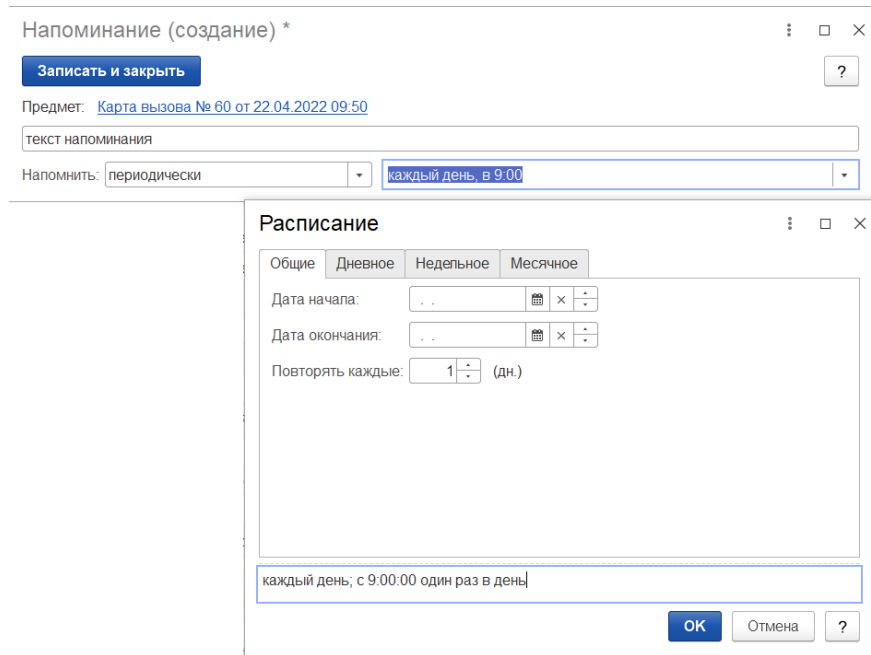 Напоминание (создание) *
Записать и закрыть
?
Предмет: Карта вызова № 60 от 22.04.2022 09:50
текст напоминания
Напомнить: периодически каждый день, в 9:00
Расписание
Общие Дневное Недельное Месячное
Дата начала: . .
Дата окончания: . .
Повторять каждые: 1 (дн.)
каждый день; с 9:00:00 один раз в день
OK Отмена ?